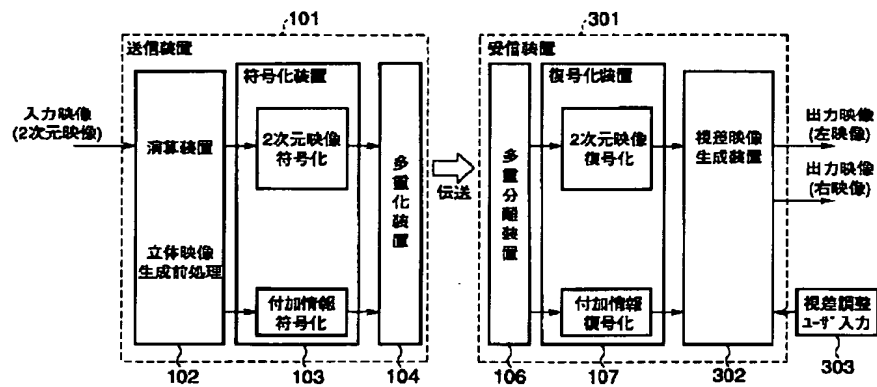 101
送信装置
入力映像
(2次元映像)
演算装置
立体映像
生成前処理
符号化装置
2次元映像
符号化
付加情報
符号化
多重化装置
102
103
104
伝送
301
受信装置
多重分離装置
復号化装置
2次元映像
復号化
付加情報
復号化
視差映像
生成装置
出力映像
(左映像)
出力映像
(右映像)
視差調整
ユーザ入力
106
107
302
303